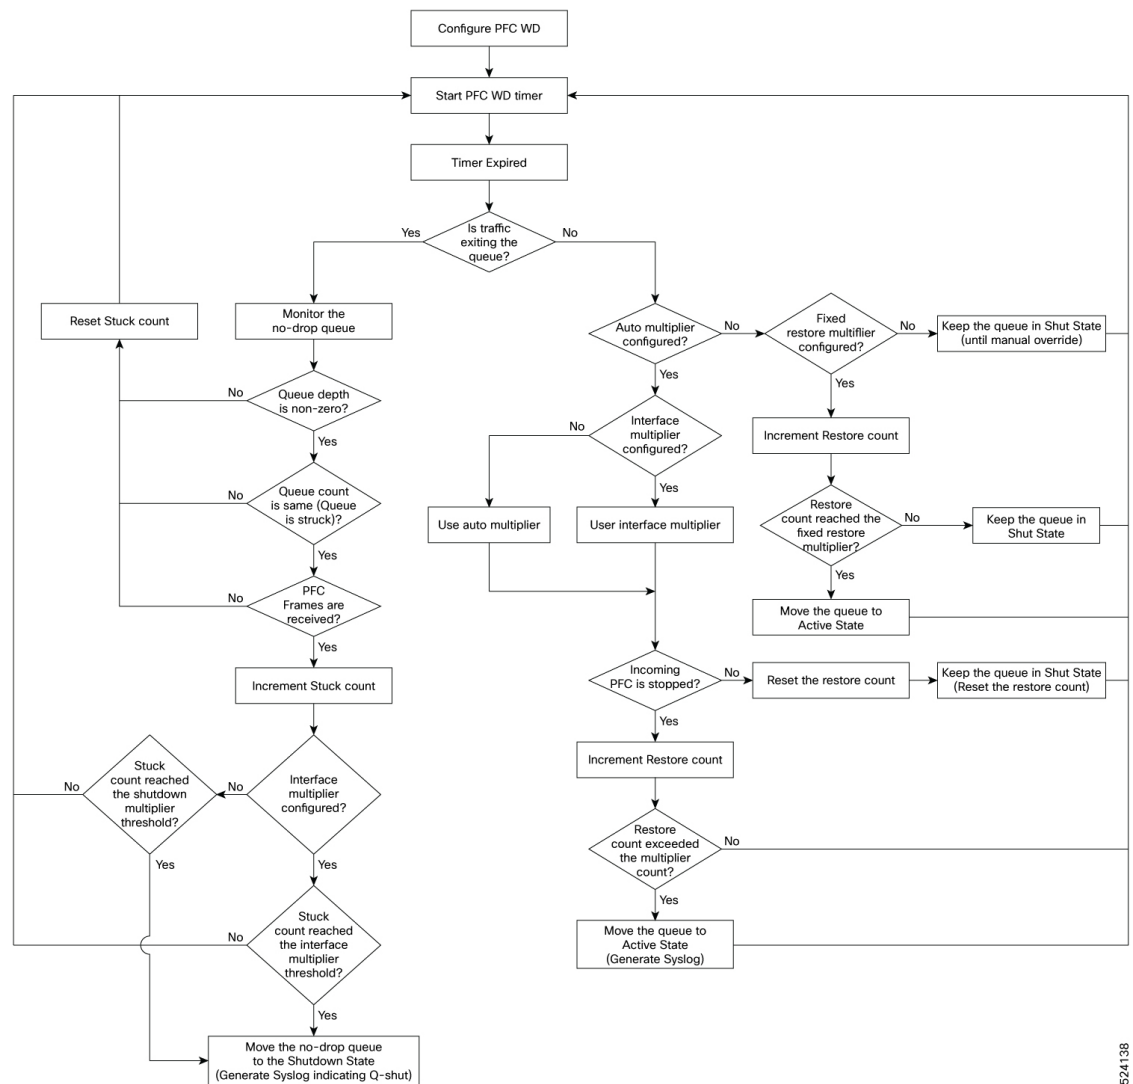 Configure PFC WD
Start PFC WD timer
Timer Expired
Is traffic
exiting the
queue?
Yes
No
Monitor the
no-drop queue
Reset Stuck count
Queue depth
is non-zero?
No
Yes
Queue count
is same (Queue
is struck)?
No
Yes
PFC
Frames are
received?
No
Yes
Increment Stuck count
Interface
multiplier
configured?
No
Yes
Stuck
count reached
the shutdown
multiplier
threshold?
No
Yes
Stuck
count reached
the interface
multiplier
threshold?
No
Yes
Move the no-drop queue
to the Shutdown State
(Generate Syslog indicating Q-shut)
Auto multiplier
configured?
No
Yes
Fixed
restore multiflier
configured?
No
Yes
Keep the queue in Shut State
(until manual override)
Interface
multiplier
configured?
No
Yes
Use auto multiplier
User interface multiplier
Increment Restore count
Restore
count reached the
fixed restore
multiplier?
No
Yes
Keep the queue in
Shut State
Move the queue to
Active State
Incoming
PFC is stopped?
No
Yes
Reset the restore count
Keep the queue in Shut State
(Reset the restore count)
Increment Restore count
Restore
count exceeded
the multiplier
count?
No
Yes
Move the queue to
Active State
(Generate Syslog)
524138